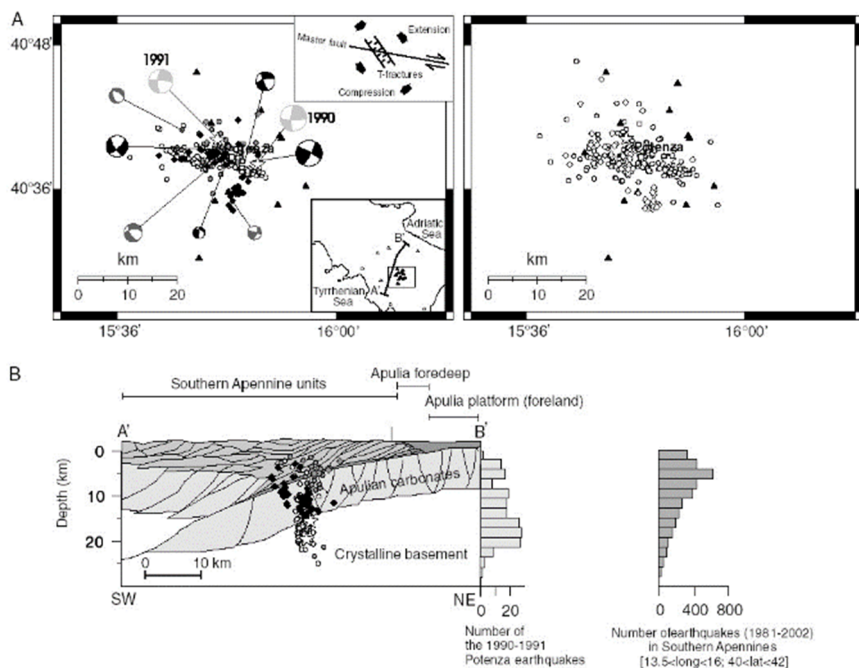 A
40°48'
40°36'
1991
1990
Potenza
Extension
Master fault
T-fractures
Compression
Adriatic
Sea
B'
A'
Tyrrhenian
Sea
km
0 10 20
15°36' 16°00'
Potenza
km
0 10 20
15°36' 16°00'
B
Southern Apennine units
Apulia foredeep
Apulia platform (foreland)
A'
B'
Depth (km)
0
10
20
Apulian carbonates
Crystalline basement
0 10 km
SW
NE
0 20
Number of
the 1990-1991
Potenza earthquakes
0 400 800
Number ofearthquakes (1981-2002)
in Southern Apennines
[13.5<long<16; 40<lat<42]